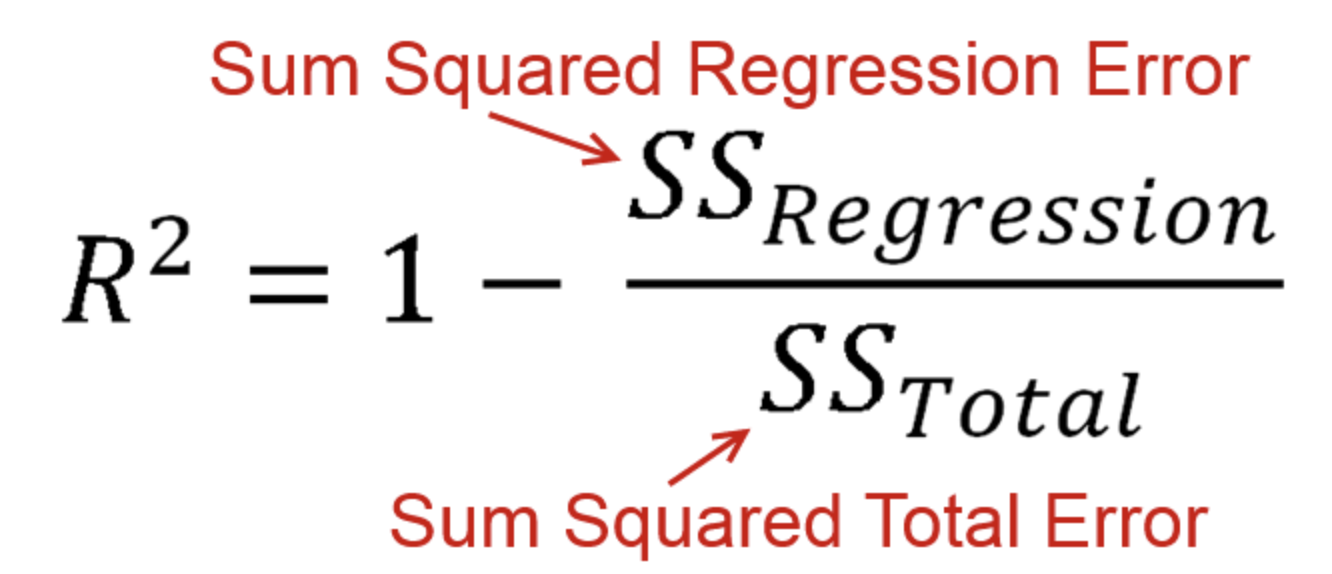 Sum Squared Regression Error
R² = 1 − SS_Regression / SS_Total
Sum Squared Total Error